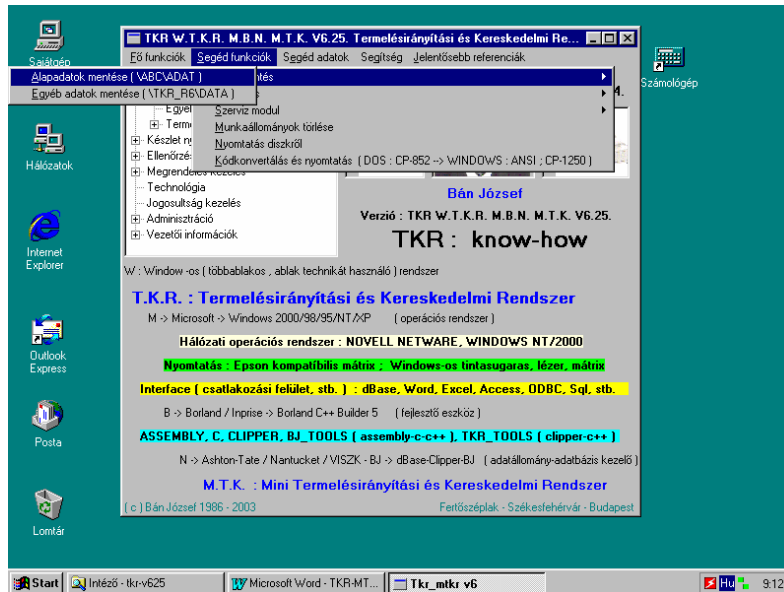 Sajátgép
TKR W.T.K.R. M.B.N. M.T.K. V6.25. Termelésirányítási és Kereskedelmi Re...
Fő funkciók Segéd funkciók Segéd adatok Segítség Jelentősebb referenciák
Alapadatok mentése ( \ABC\ADAT )
Egyéb adatok mentése ( \TKR_R6\DATA )
Szerviz modul
Munkaállományok törlése
Nyomtatás diszkről
Kódkonvertálás és nyomtatás ( DOS : CP-852 --> WINDOWS : ANSI ; CP-1250 )
Készlet
Technológia
Jogosultság kezelés
Adminisztráció
Vezetői információk
Bán József
Verzió : TKR W.T.K.R. M.B.N. M.T.K. V6.25.
TKR : know-how
W : Window -os ( többablakos , ablak technikát használó ) rendszer
T.K.R. : Termelésirányítási és Kereskedelmi Rendszer
M -> Microsoft -> Windows 2000/98/95/NT/XP ( operációs rendszer )
Hálózati operációs rendszer : NOVELL NETWARE, WINDOWS NT/2000
Nyomtatás : Epson kompatíbilis mátrix ; Windows-os tintasugaras, lézer, mátrix
Interface ( csatlakozási felület, stb. ) : dBase, Word, Excel, Access, ODBC, Sql, stb.
B -> Borland / Inprise -> Borland C++ Builder 5 ( fejlesztő eszköz )
ASSEMBLY, C, CLIPPER, BJ_TOOLS ( assembly-c-c++ ), TKR_TOOLS ( clipper-c++ )
N -> Ashton-Tate / Nantucket / VISZK - BJ -> dBase-Clipper-BJ ( adatállomány-adatbázis kezelő )
M.T.K. : Mini Termelésirányítási és Kereskedelmi Rendszer
( c ) Bán József 1986 - 2003 Fertőszéplak - Székesfehérvár - Budapest
Számológép
Hálózatok
Internet
Explorer
Outlook
Express
Posta
Lomtár
Start Intéző - tkr-v625 Microsoft Word - TKR-MT... Tkr_mtkr v6 Hu 9:12